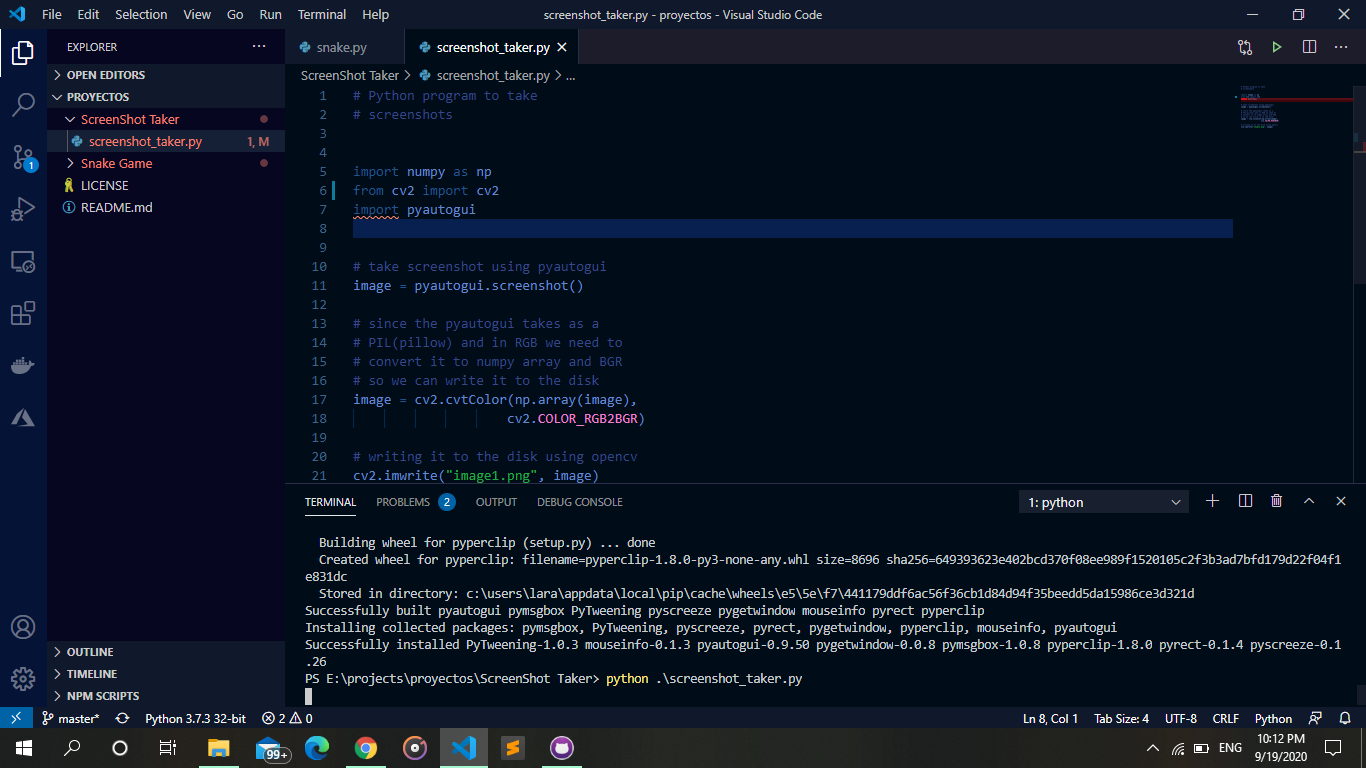 File Edit Selection View Go Run Terminal Help screenshot_taker.py - proyectos - Visual Studio Code
EXPLORER
snake.py
screenshot_taker.py
OPEN EDITORS
ScreenShot Taker screenshot_taker.py ...
PROYECTOS
ScreenShot Taker
screenshot_taker.py 1, M
Snake Game
LICENSE
README.md
1 # Python program to take
2 # screenshots
3
4
5 import numpy as np
6 from cv2 import cv2
7 import pyautogui
8
9
10 # take screenshot using pyautogui
11 image = pyautogui.screenshot()
12
13 # since the pyautogui takes as a
14 # PIL(pillow) and in RGB we need to
15 # convert it to numpy array and BGR
16 # so we can write it to the disk
17 image = cv2.cvtColor(np.array(image),
18 cv2.COLOR_RGB2BGR)
19
20 # writing it to the disk using opencv
21 cv2.imwrite("image1.png", image)
1
TERMINAL PROBLEMS 2 OUTPUT DEBUG CONSOLE 1: python
Building wheel for pyperclip (setup.py) ... done
Created wheel for pyperclip: filename=pyperclip-1.8.0-py3-none-any.whl size=8696 sha256=649393623e402bcd370f08ee989f1520105c2f3b3ad7bfd179d22f04f1
e831dc
Stored in directory: c:\users\lara\appdata\local\pip\cache\wheels\e5\5e\f7\441179ddf6ac56f36cb1d84d94f35beedd5da15986ce3d321d
Successfully built pyautogui pymsgbox PyTweening pyscreeze pygetwindow mouseinfo pyrect pyperclip
Installing collected packages: pymsgbox, PyTweening, pyscreeze, pyrect, pygetwindow, pyperclip, mouseinfo, pyautogui
Successfully installed PyTweening-1.0.3 mouseinfo-0.1.3 pyautogui-0.9.50 pygetwindow-0.0.8 pymsgbox-1.0.8 pyperclip-1.8.0 pyrect-0.1.4 pyscreeze-0.1
.26
PS E:\projects\proyectos\ScreenShot Taker> python .\screenshot_taker.py
OUTLINE
TIMELINE
NPM SCRIPTS
master* Python 3.7.3 32-bit 2 0 Ln 8, Col 1 Tab Size: 4 UTF-8 CRLF Python
99+
ENG
10:12 PM
9/19/2020